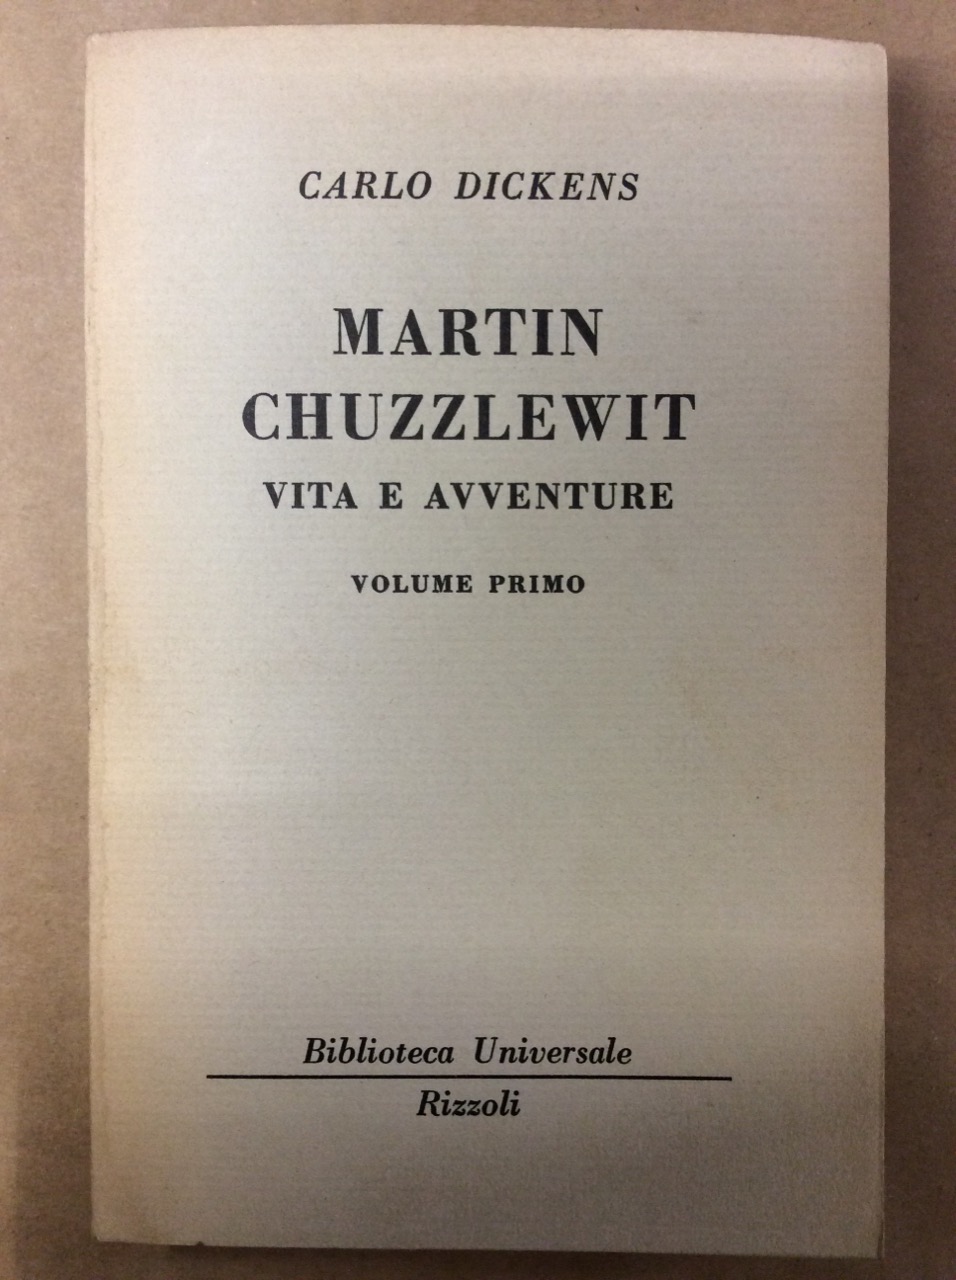 CARLO DICKENS
MARTIN
CHUZZLEWIT
VITA E AVVENTURE
VOLUME PRIMO
Biblioteca Universale
Rizzoli